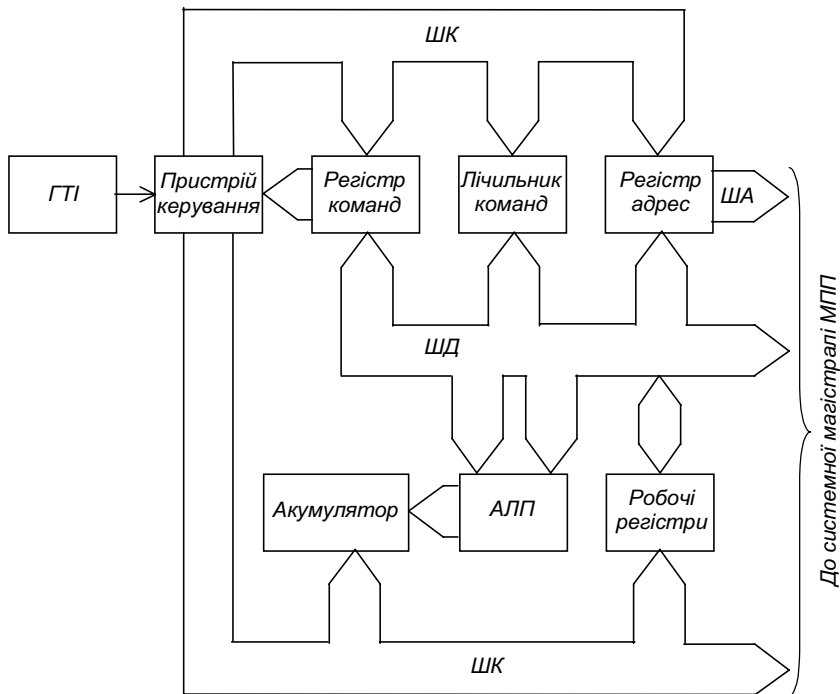 ШК
ГТІ
Пристрій
керування
Регістр
команд
Лічильник
команд
Регістр
адрес
ША
ШД
Акумулятор
АЛП
Робочі
регістри
ШК
До системної магістралі МПП